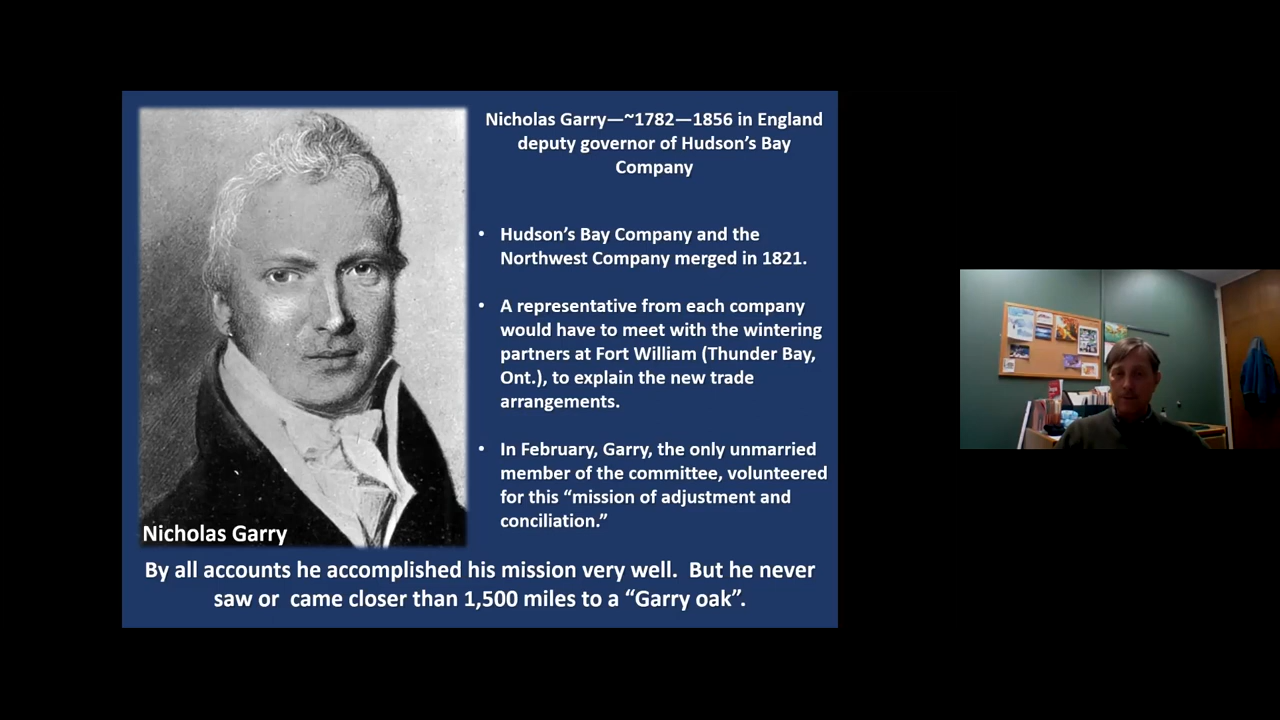 Nicholas Garry—~1782—1856 in England
deputy governor of Hudson's Bay
Company
• Hudson's Bay Company and the
Northwest Company merged in 1821.
• A representative from each company
would have to meet with the wintering
partners at Fort William (Thunder Bay,
Ont.), to explain the new trade
arrangements.
• In February, Garry, the only unmarried
member of the committee, volunteered
for this “mission of adjustment and
conciliation.”
Nicholas Garry
By all accounts he accomplished his mission very well. But he never
saw or came closer than 1,500 miles to a “Garry oak”.